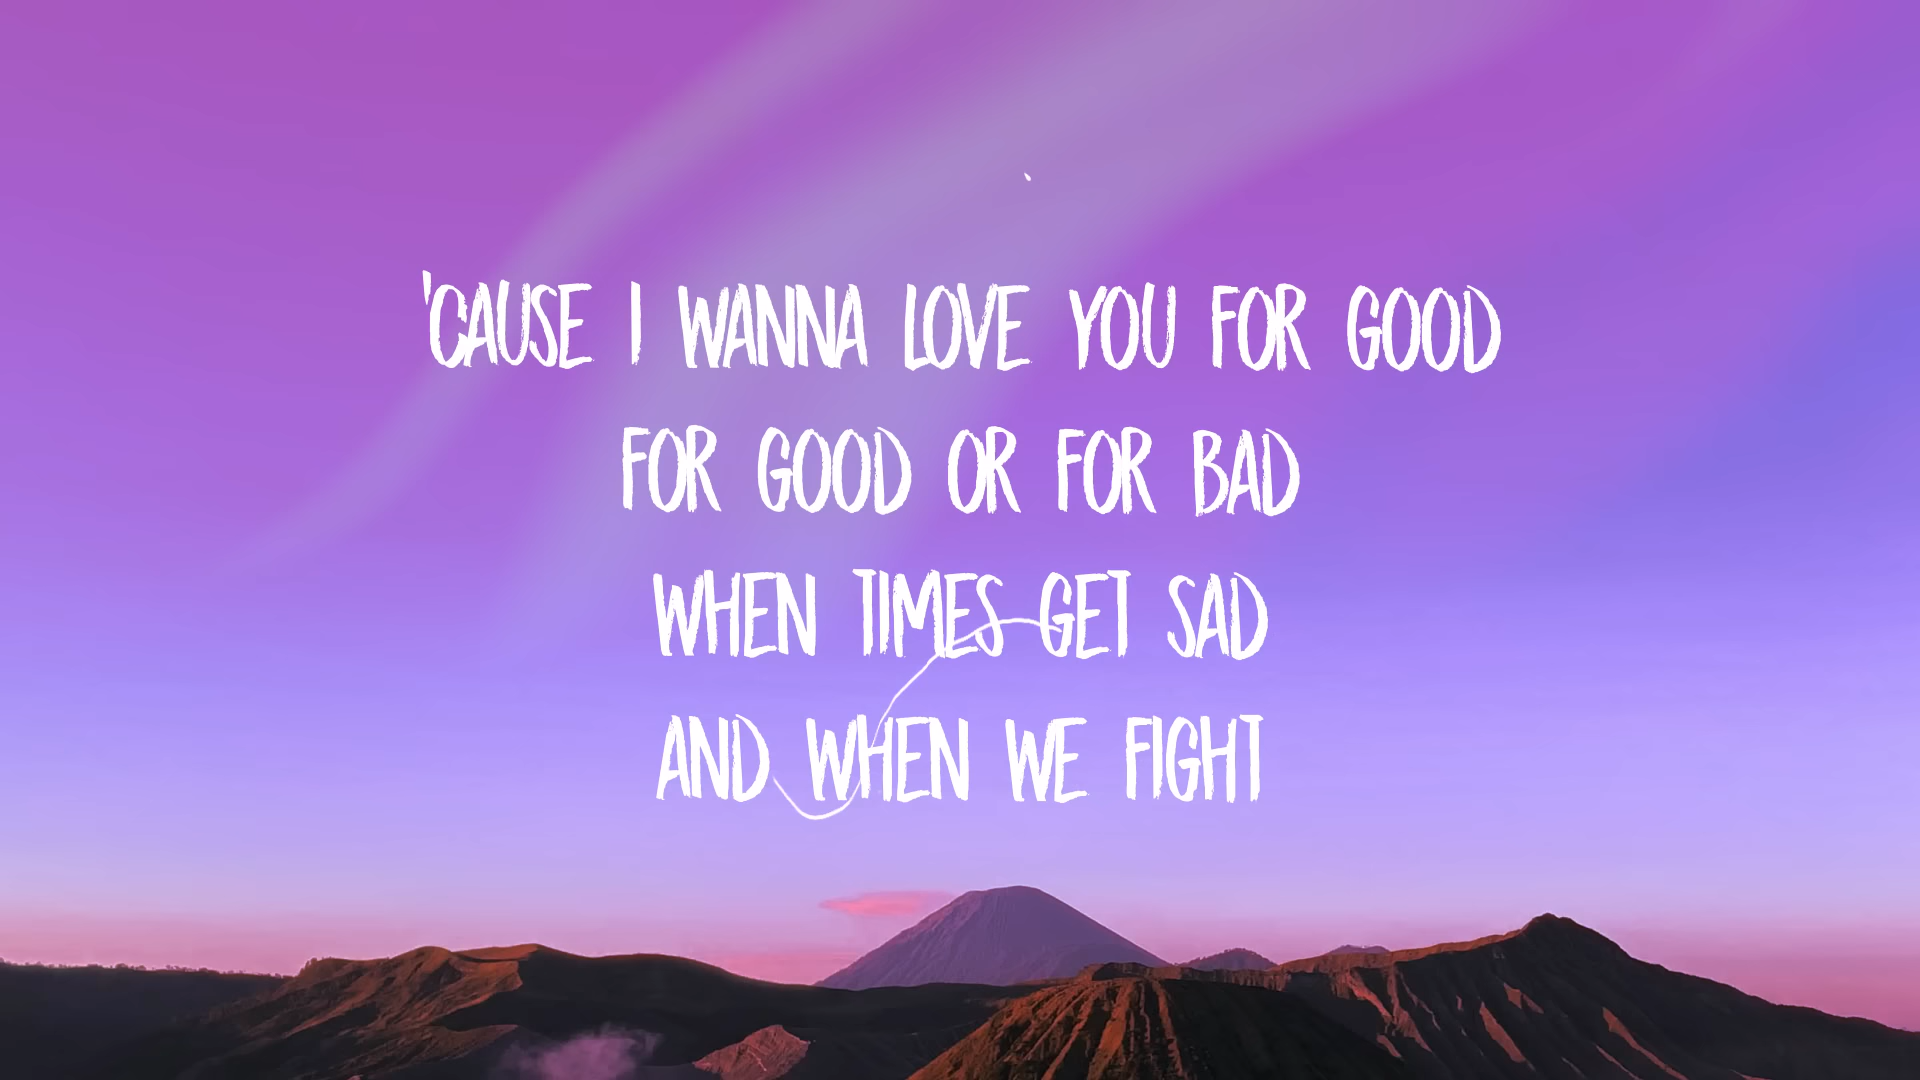 'CAUSE I WANNA LOVE YOU FOR GOOD
FOR GOOD OR FOR BAD
WHEN TIMES GET SAD
AND WHEN WE FIGHT